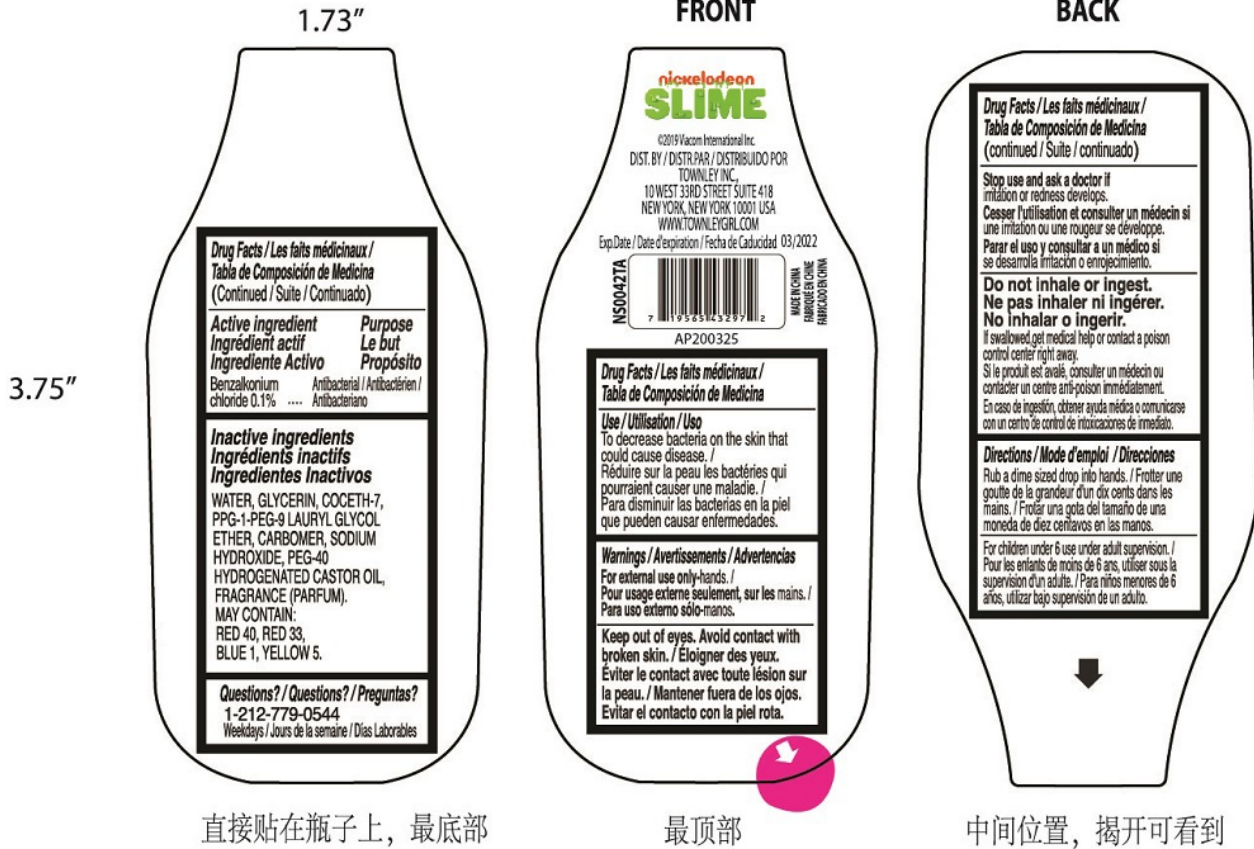 1.73”
3.75”
Drug Facts / Les faits médicinaux /
Tabla de Composición de Medicina
(Continued / Suite / Continuado)
Active ingredient Purpose
Ingrédient actif Le but
Ingrediente Activo Propósito
Benzalkonium Antibacterial / Antibactérien /
chloride 0.1% .... Antibacteriano
Inactive ingredients
Ingrédients inactifs
Ingredientes Inactivos
WATER, GLYCERIN, COCETH-7,
PPG-1-PEG-9 LAURYL GLYCOL
ETHER, CARBOMER, SODIUM
HYDROXIDE, PEG-40
HYDROGENATED CASTOR OIL,
FRAGRANCE (PARFUM).
MAY CONTAIN:
RED 40, RED 33,
BLUE 1, YELLOW 5.
Questions? / Questions? / Preguntas?
1-212-779-0544
Weekdays / Jours de la semaine / Días Laborables
直接贴在瓶子上，最底部
FRONT
nickelodeon
SLIME
©2019 Viacom International Inc.
DIST. BY / DISTR.PAR / DISTRIBUIDO POR
TOWNLEY INC.,
10 WEST 33RD STREET SUITE 418
NEW YORK, NEW YORK 10001 USA
WWW.TOWNLEYGIRL.COM
Exp.Date / Date d'expiration / Fecha de Caducidad 03/2022
NS0042TA
7 19565 43297 2
MADE IN CHINA
FABRIQUÉ EN CHINE
FABRICADO EN CHINA
AP200325
Drug Facts / Les faits médicinaux /
Tabla de Composición de Medicina
Use / Utilisation / Uso
To decrease bacteria on the skin that
could cause disease. /
Réduire sur la peau les bactéries qui
pourraient causer une maladie. /
Para disminuir las bacterias en la piel
que pueden causar enfermedades.
Warnings / Avertissements / Advertencias
For external use only-hands. /
Pour usage externe seulement, sur les mains. /
Para uso externo sólo-manos.
Keep out of eyes. Avoid contact with
broken skin. / Éloigner des yeux.
Éviter le contact avec toute lésion sur
la peau. / Mantener fuera de los ojos.
Evitar el contacto con la piel rota.
最顶部
BACK
Drug Facts / Les faits médicinaux /
Tabla de Composición de Medicina
(continued / Suite / continuado)
Stop use and ask a doctor if
irritation or redness develops.
Cesser l'utilisation et consulter un médecin si
une irritation ou une rougeur se développe.
Parar el uso y consultar a un médico si
se desarrolla irritación o enrojecimiento.
Do not inhale or ingest.
Ne pas inhaler ni ingérer.
No inhalar o ingerir.
If swallowed,get medical help or contact a poison
control center right away.
Si le produit est avalé, consulter un médecin ou
contacter un centre anti-poison immédiatement.
En caso de ingestión, obtener ayuda médica o comunicarse
con un centro de control de intoxicaciones de inmediato.
Directions / Mode d'emploi / Direcciones
Rub a dime sized drop into hands. / Frotter une
goutte de la grandeur d'un dix cents dans les
mains. / Frotar una gota del tamaño de una
moneda de diez centavos en las manos.
For children under 6 use under adult supervision. /
Pour les enfants de moins de 6 ans, utiliser sous la
supervision d'un adulte. / Para niños menores de 6
años, utilizar bajo supervisión de un adulto.
中间位置，揭开可看到